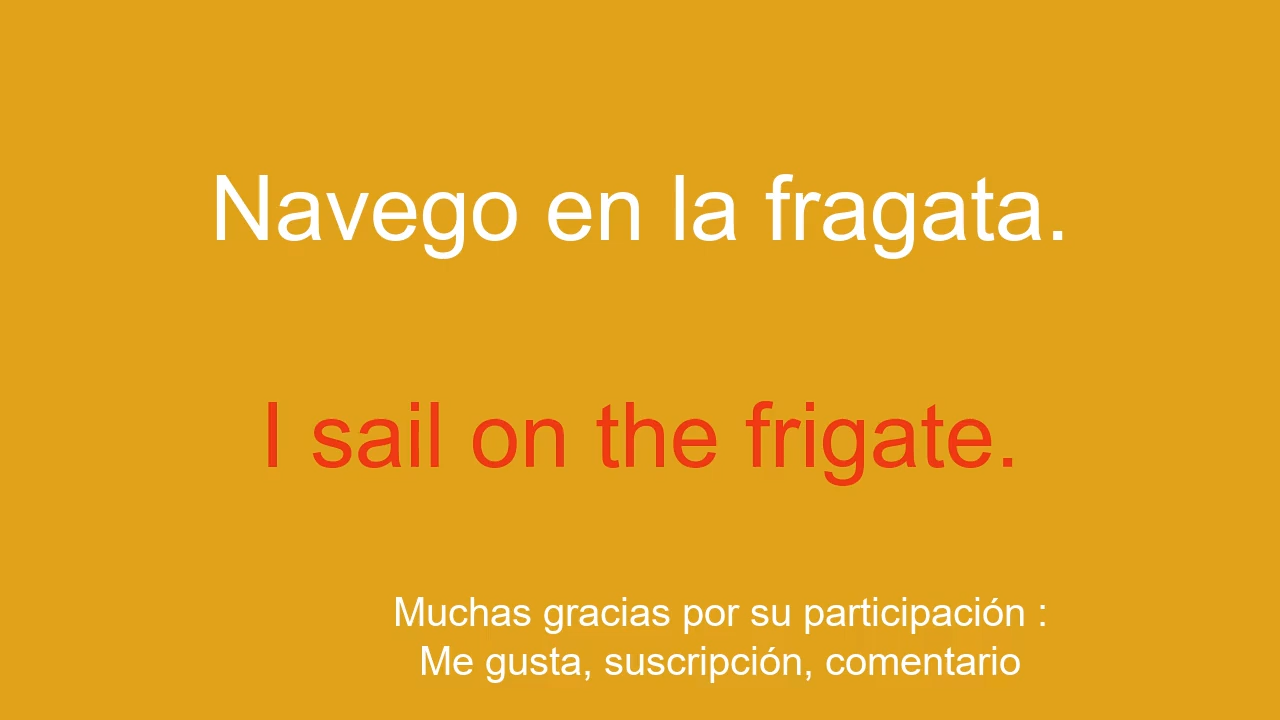 Navego en la fragata.
I sail on the frigate.
Muchas gracias por su participación :
Me gusta, suscripción, comentario